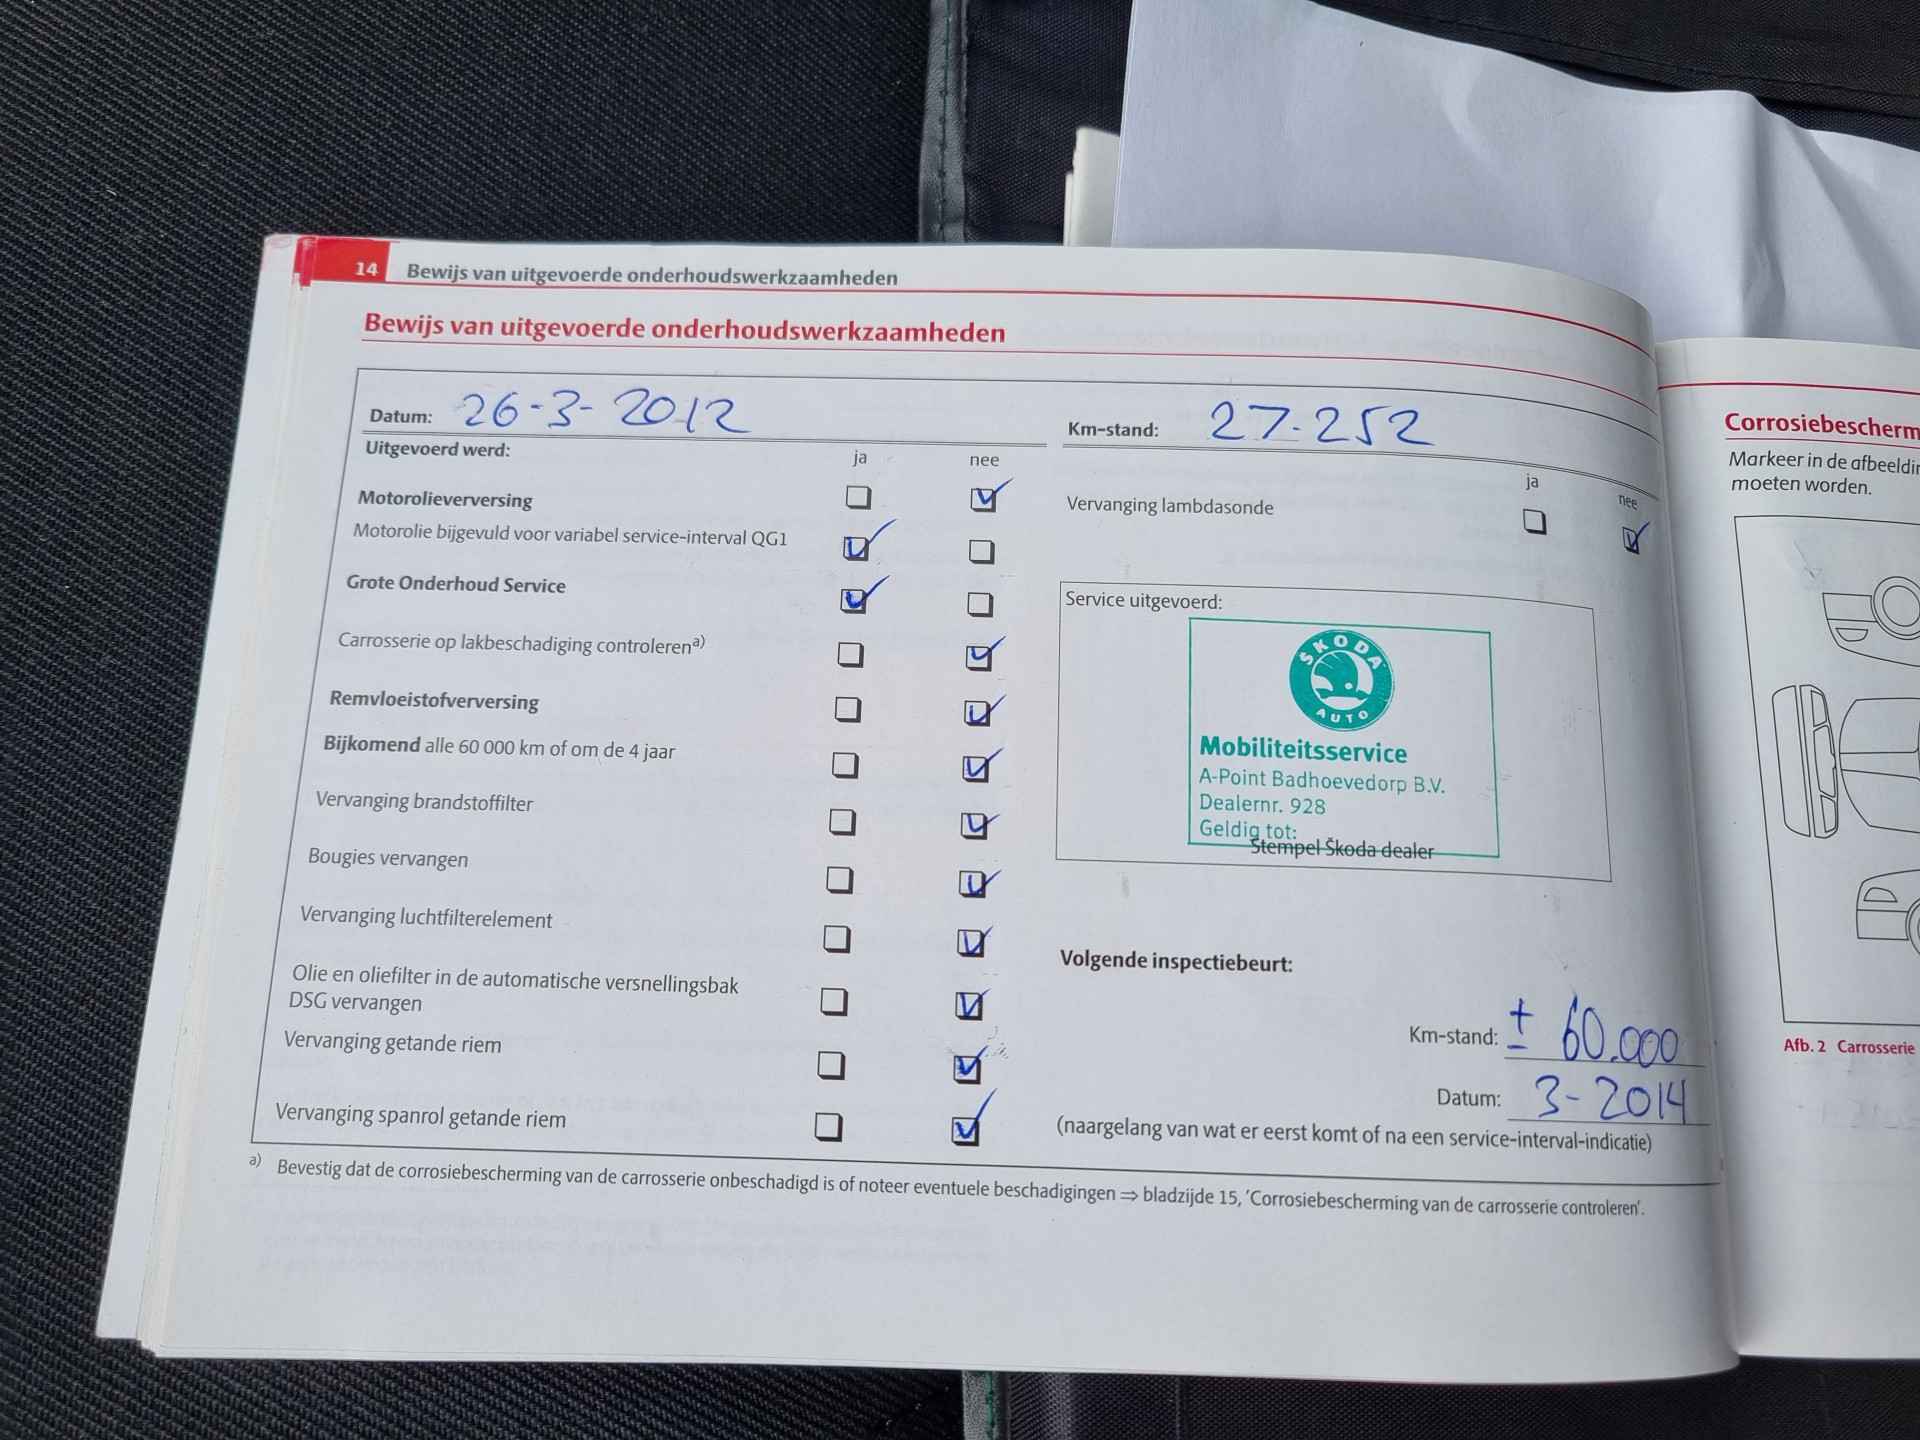 14 Bewijs van uitgevoerde onderhoudswerkzaamheden
Bewijs van uitgevoerde onderhoudswerkzaamheden
Datum: 26-3-2012
Uitgevoerd werd:
ja nee
Motorolieverversing
Motorolie bijgevuld voor variabel service-interval QG1
Grote Onderhoud Service
Carrosserie op lakbeschadiging controleren a)
Remvloeistofverversing
Bijkomend alle 60 000 km of om de 4 jaar
Vervanging brandstoffilter
Bougies vervangen
Vervanging luchtfilterelement
Olie en oliefilter in de automatische versnellingsbak
DSG vervangen
Vervanging getande riem
Vervanging spanrol getande riem
Km-stand: 27.252
ja nee
Vervanging lambdasonde
Service uitgevoerd:
ŠKODA
AUTO
Mobiliteitsservice
A-Point Badhoevedorp B.V.
Dealernr. 928
Geldig tot:
Stempel Škoda dealer
Volgende inspectiebeurt:
Km-stand: ± 60.000
Datum: 3-2014
(naargelang van wat er eerst komt of na een service-interval-indicatie)
a) Bevestig dat de corrosiebescherming van de carrosserie onbeschadigd is of noteer eventuele beschadigingen ⇒ bladzijde 15, 'Corrosiebescherming van de carrosserie controleren'.
Corrosiebescherm
Markeer in de afbeeldin
moeten worden.
Afb. 2 Carrosserie